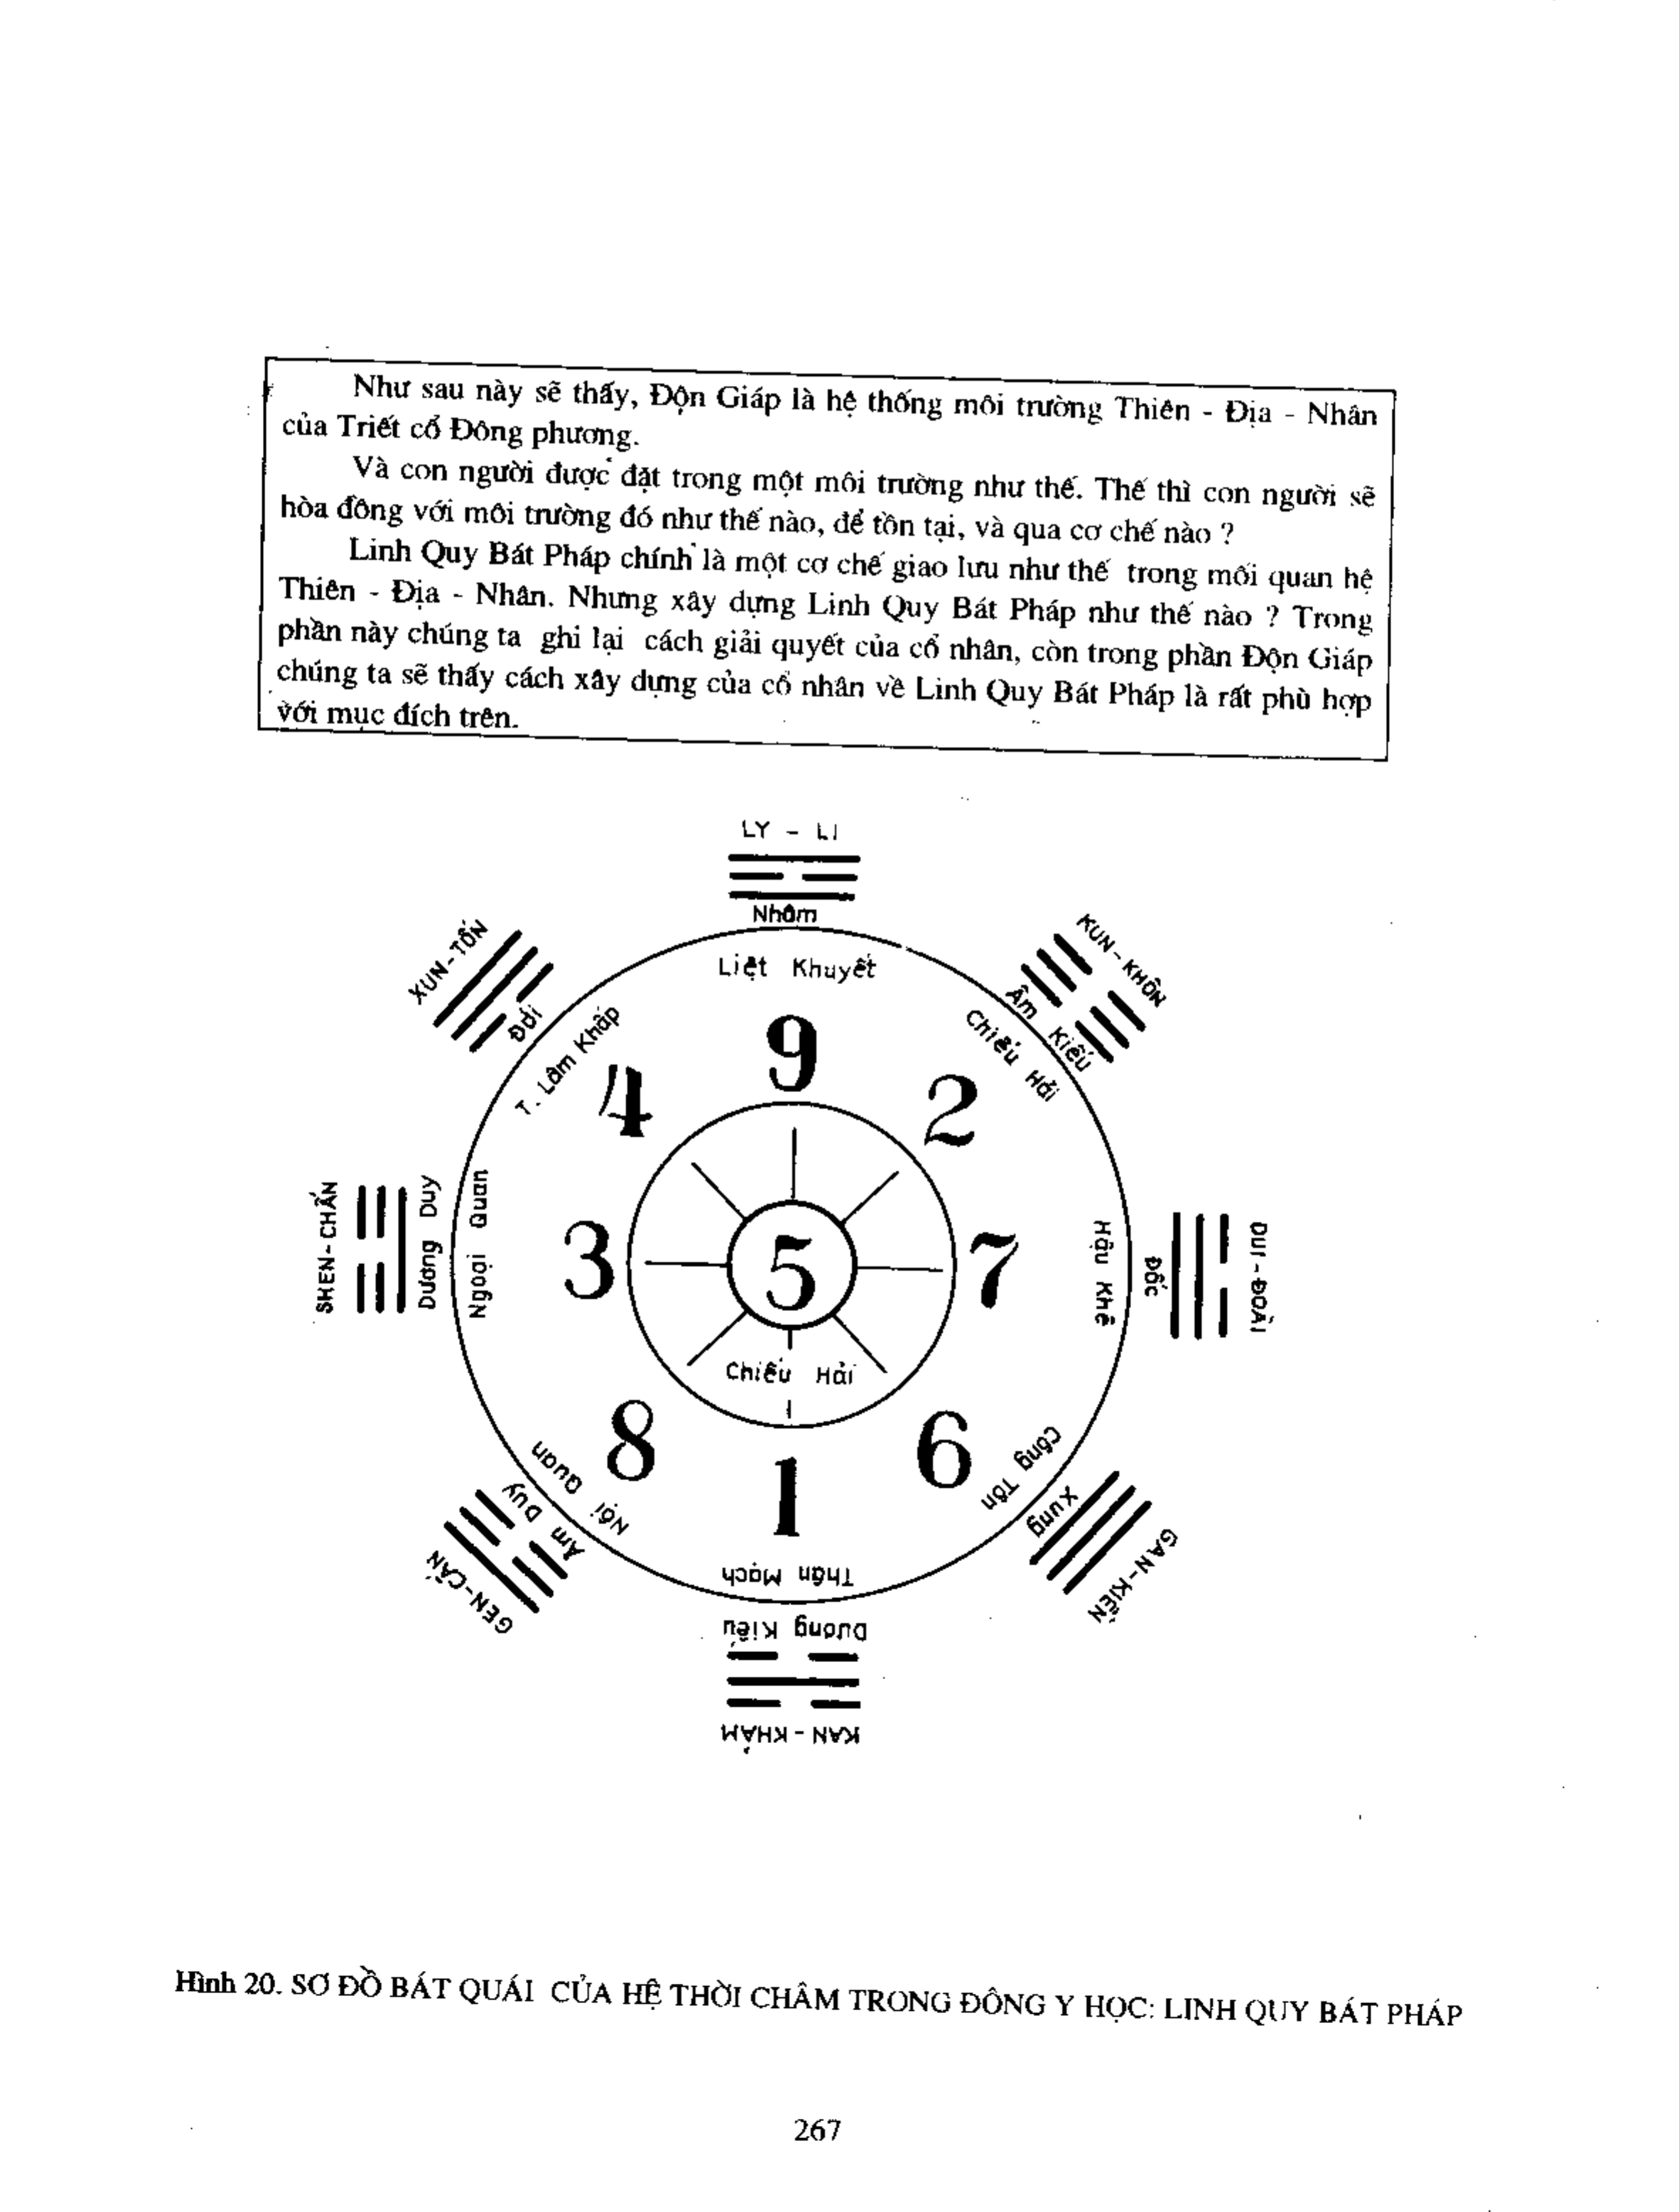 Như sau này sẽ thấy, Độn Giáp là hệ thống môi trường Thiên - Địa - Nhân
của Triết cổ Đông phương.
Và con người được đặt trong một môi trường như thế. Thế thì con người sẽ
hòa đồng với môi trường đó như thế nào, để tồn tại, và qua cơ chế nào ?
Linh Quy Bát Pháp chính là một cơ chế giao lưu như thế trong mối quan hệ
Thiên - Địa - Nhân. Nhưng xây dựng Linh Quy Bát Pháp như thế nào ? Trong
phần này chúng ta ghi lại cách giải quyết của cổ nhân, còn trong phần Độn Giáp
chúng ta sẽ thấy cách xây dựng của cổ nhân về Linh Quy Bát Pháp là rất phù hợp
với mục đích trên.
LY - LI
Nhâm
Liệt Khuyết
9
XUN-TỐN
Đới
T. Lâm Khấp
4
KUN-KHÔN
Âm Kiếu
Chiếu Hải
2
SHEN-CHẤN
Dương Duy
Ngoại Quan
3
5
7
Hậu Khê
Đốc
DUI-ĐOÀI
Chiếu Hải
8
Nội Quan
Âm Duy
GEN-CẤN
1
Thân Mạch
Dương Kiểu
KAN-KHẢM
6
Công Tôn
Xung
GAN-KIỀN
Hình 20. SƠ ĐỒ BÁT QUÁI CỦA HỆ THỜI CHÂM TRONG ĐÔNG Y HỌC: LINH QUY BÁT PHÁP
267